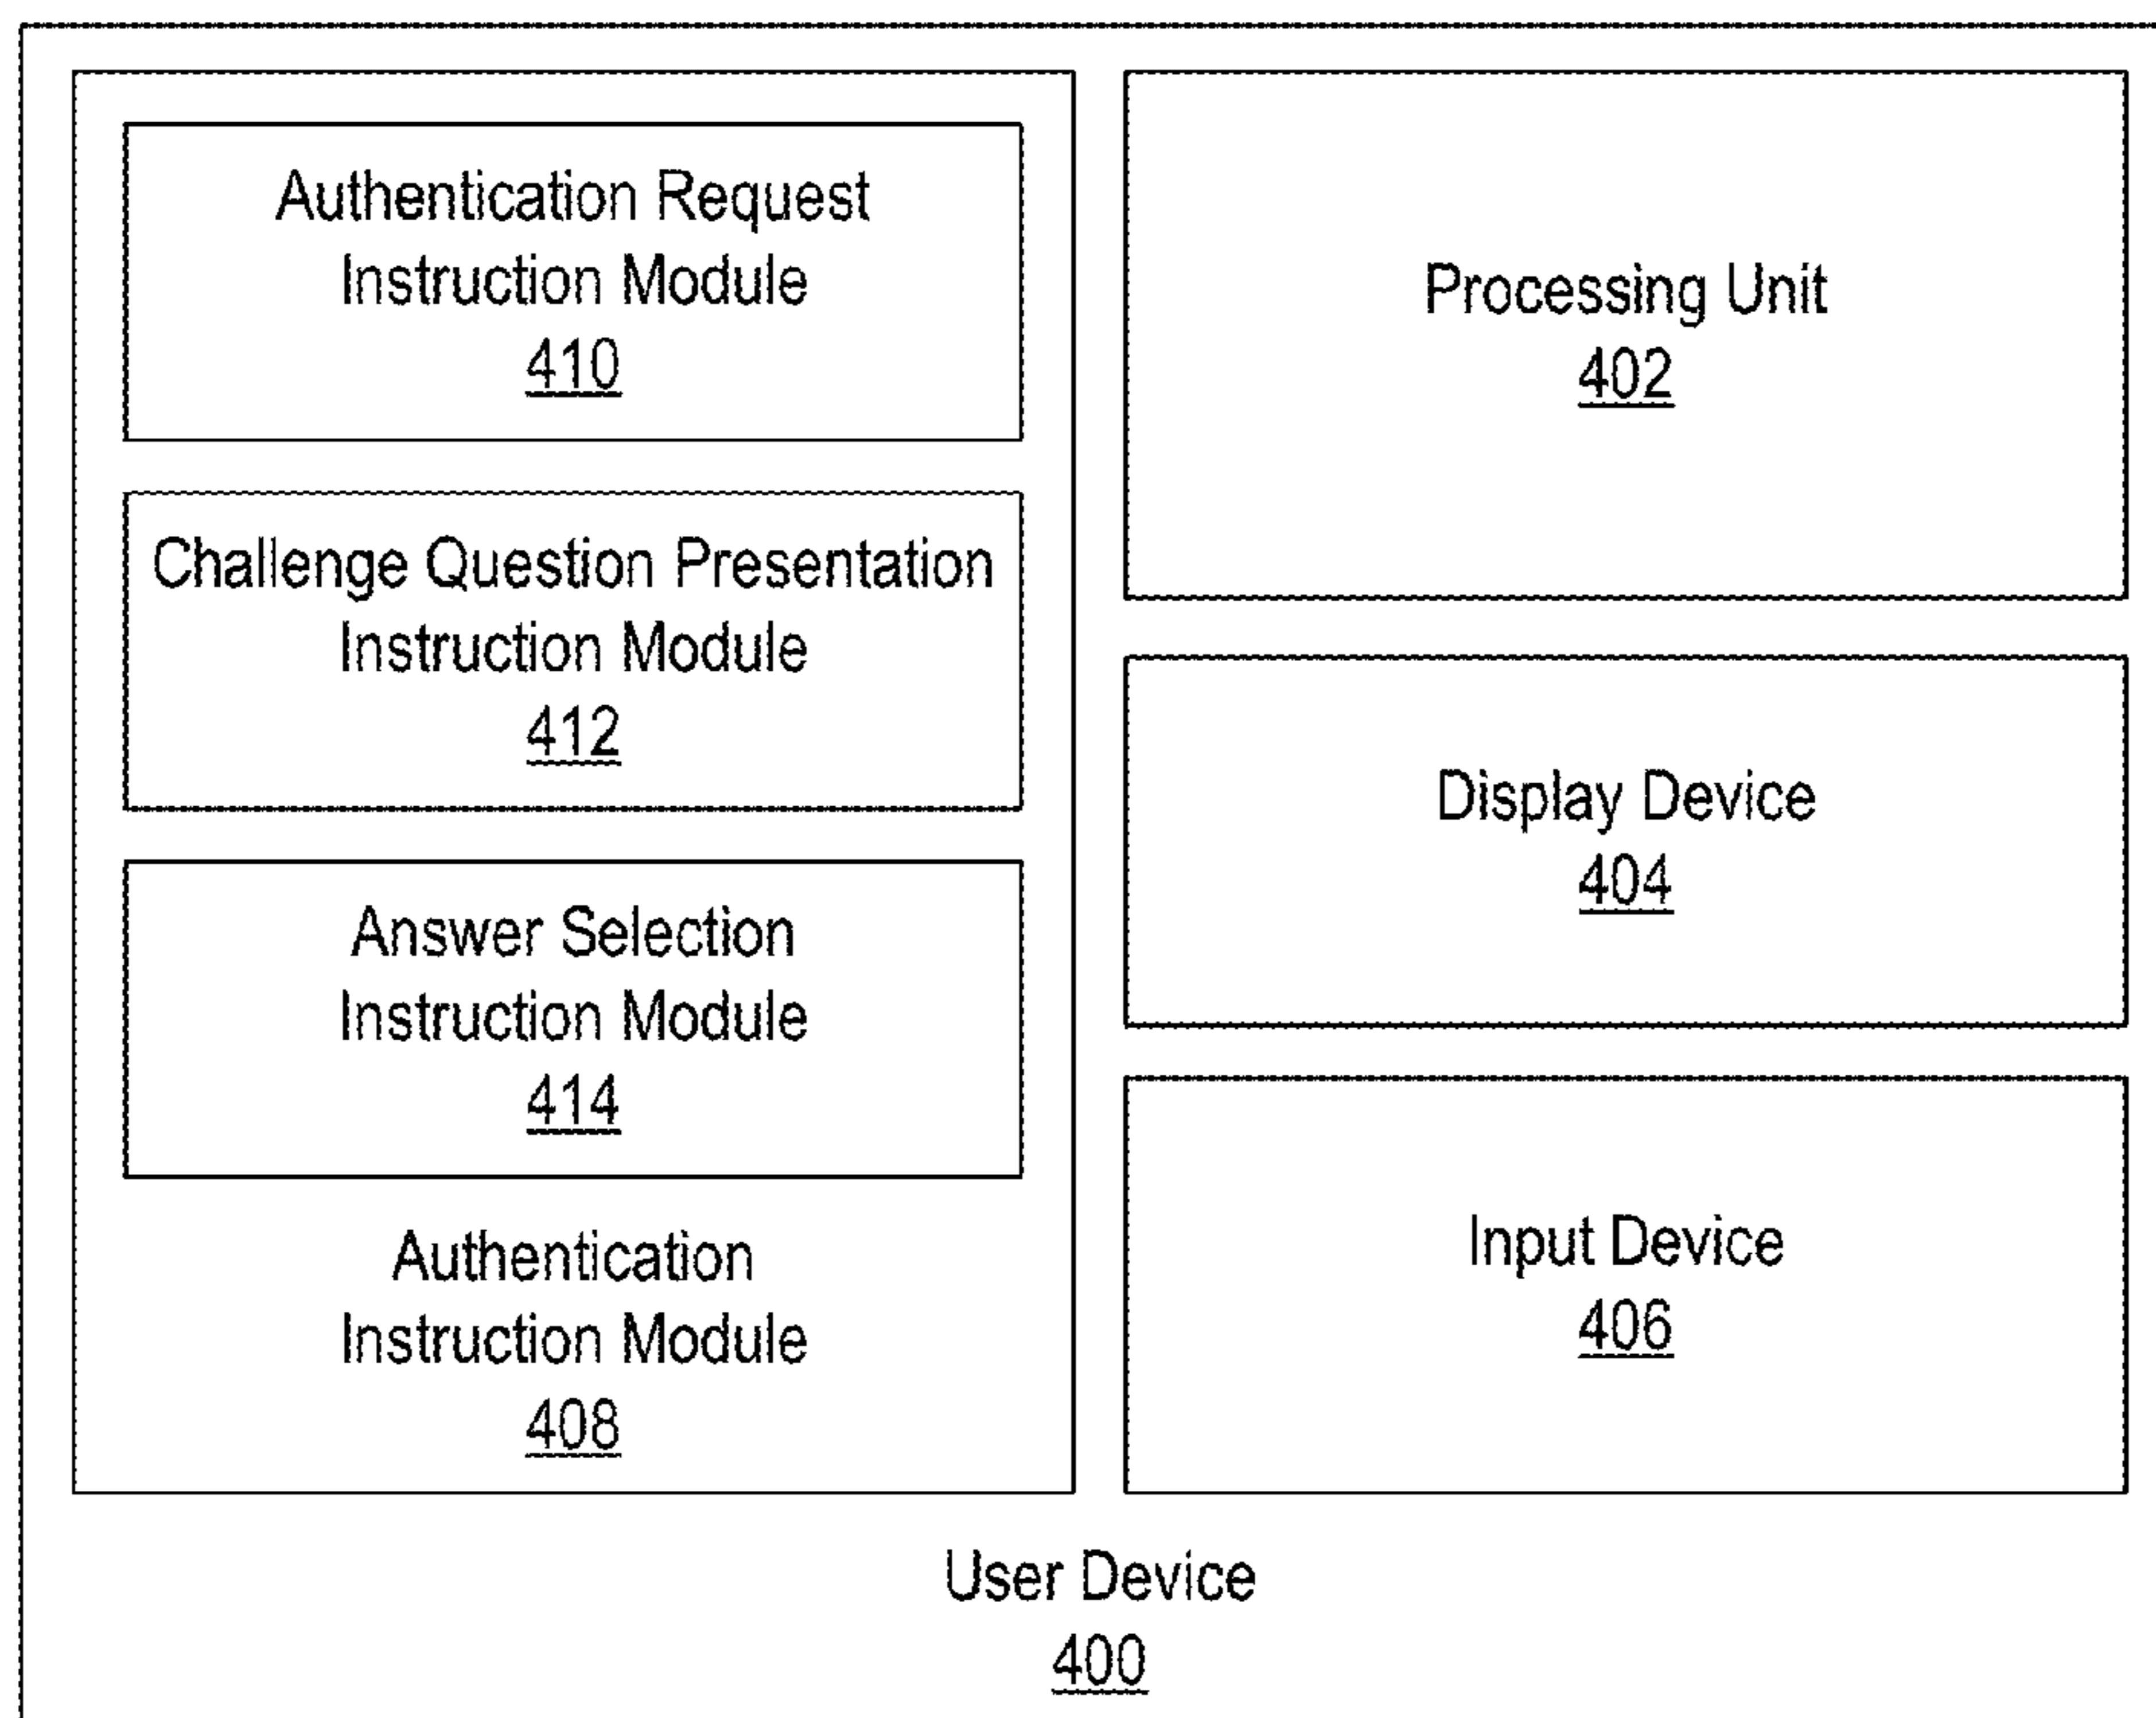 Authentication Request
Instruction Module
410
Challenge Question Presentation
Instruction Module
412
Answer Selection
Instruction Module
414
Authentication
Instruction Module
408
Processing Unit
402
Display Device
404
Input Device
406
User Device
400